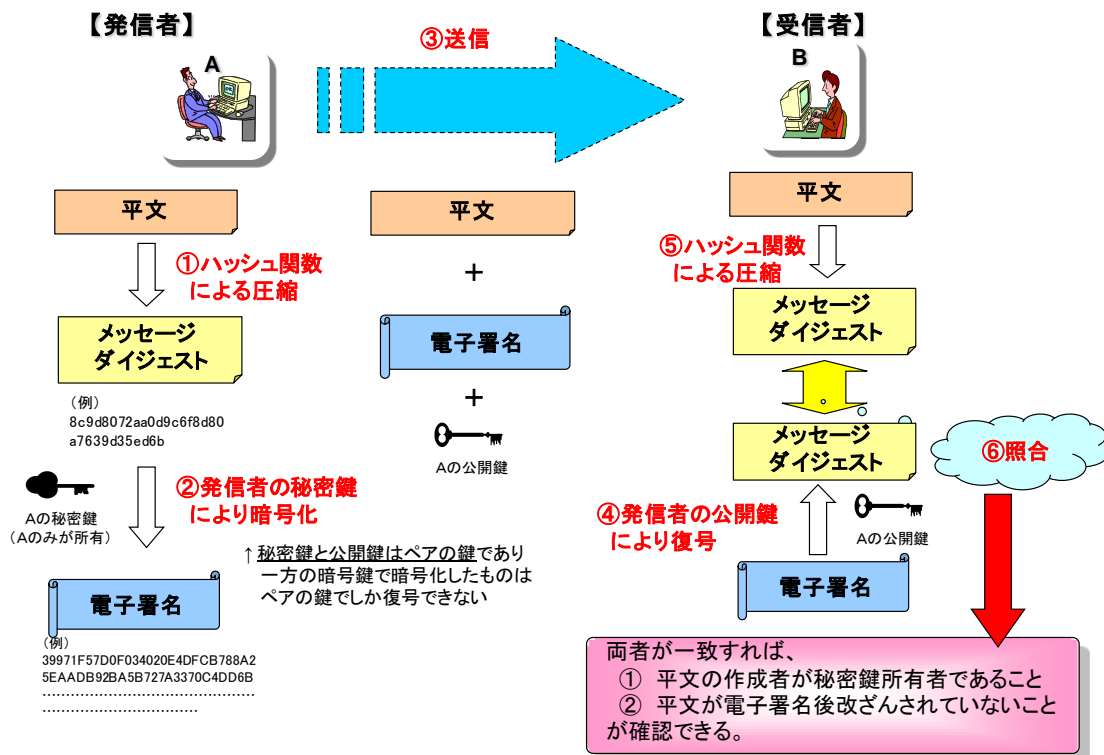 【発信者】
A
③送信
【受信者】
B
平文
①ハッシュ関数
による圧縮
メッセージ
ダイジェスト
（例）
8c9d8072aa0d9c6f8d80
a7639d35ed6b
Aの秘密鍵
（Aのみが所有）
②発信者の秘密鍵
により暗号化
電子署名
（例）
39971F57D0F034020E4DFCB788A2
5EAADB92BA5B727A3370C4DD6B
……………………………………………
………………………………
平文
+
電子署名
+
Aの公開鍵
↑秘密鍵と公開鍵はペアの鍵であり
一方の暗号鍵で暗号化したものは
ペアの鍵でしか復号できない
平文
⑤ハッシュ関数
による圧縮
メッセージ
ダイジェスト
メッセージ
ダイジェスト
⑥照合
④発信者の公開鍵
により復号
Aの公開鍵
電子署名
両者が一致すれば、
① 平文の作成者が秘密鍵所有者であること
② 平文が電子署名後改ざんされていないこと
が確認できる。